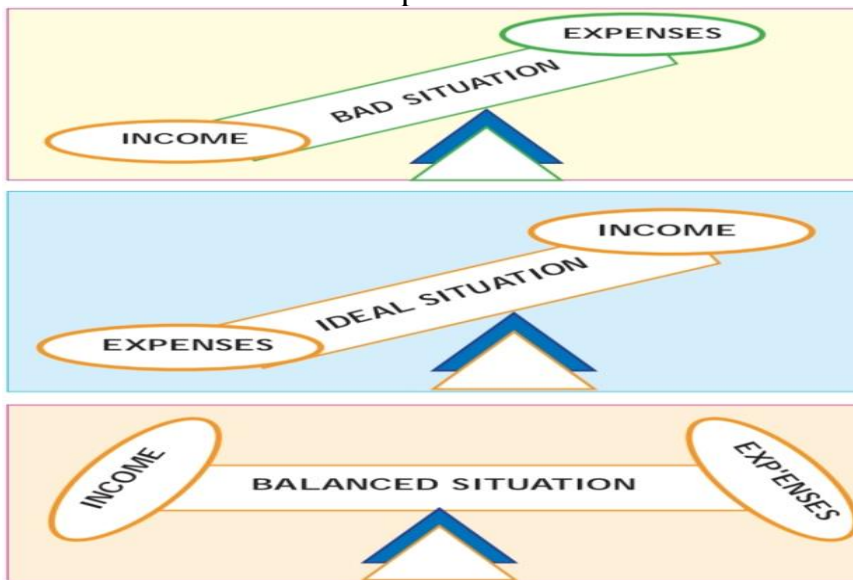 EXPENSES
BAD SITUATION
INCOME
INCOME
IDEAL SITUATION
EXPENSES
INCOME
BALANCED SITUATION
EXP'ENSES